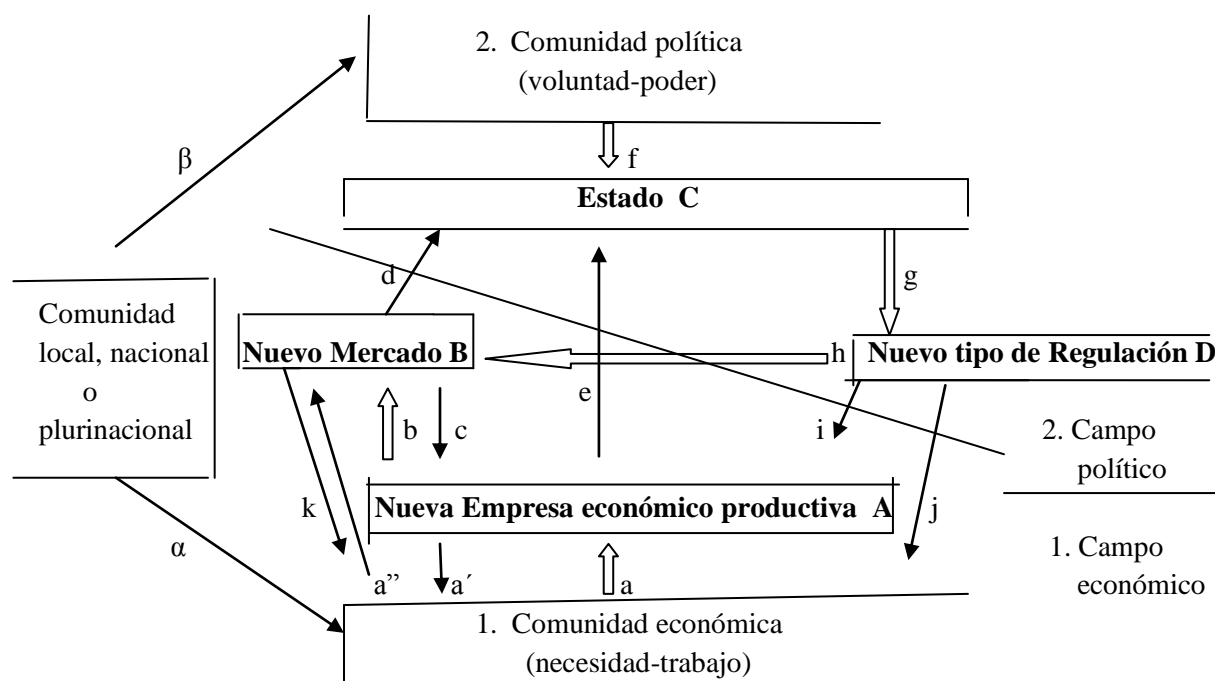 2. Comunidad política
(voluntad-poder)
β
f
Estado C
d
g
Comunidad
local, nacional
o
plurinacional
Nuevo Mercado B
h
Nuevo tipo de Regulación D
e
b
c
i
2. Campo
político
k
Nueva Empresa económico productiva A
j
α
1. Campo
económico
a”
a´
a
1. Comunidad económica
(necesidad-trabajo)